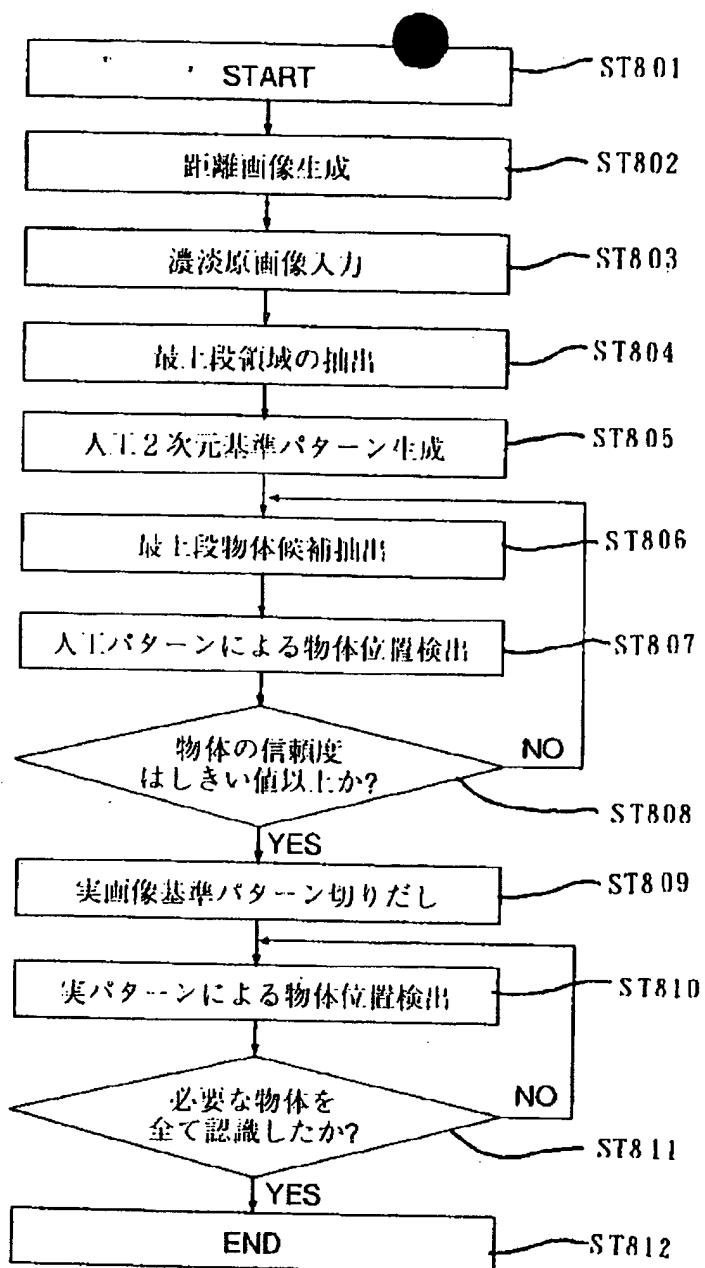 START
ST801
距離画像生成
ST802
濃淡原画像入力
ST803
最上段領域の抽出
ST804
人工2次元基準パターン生成
ST805
最上段物体候補抽出
ST806
人工パターンによる物体位置検出
ST807
物体の信頼度
はしきい値以上か?
NO
ST808
YES
実画像基準パターン切りだし
ST809
実パターンによる物体位置検出
ST810
必要な物体を
全て認識したか?
NO
ST811
YES
END
ST812